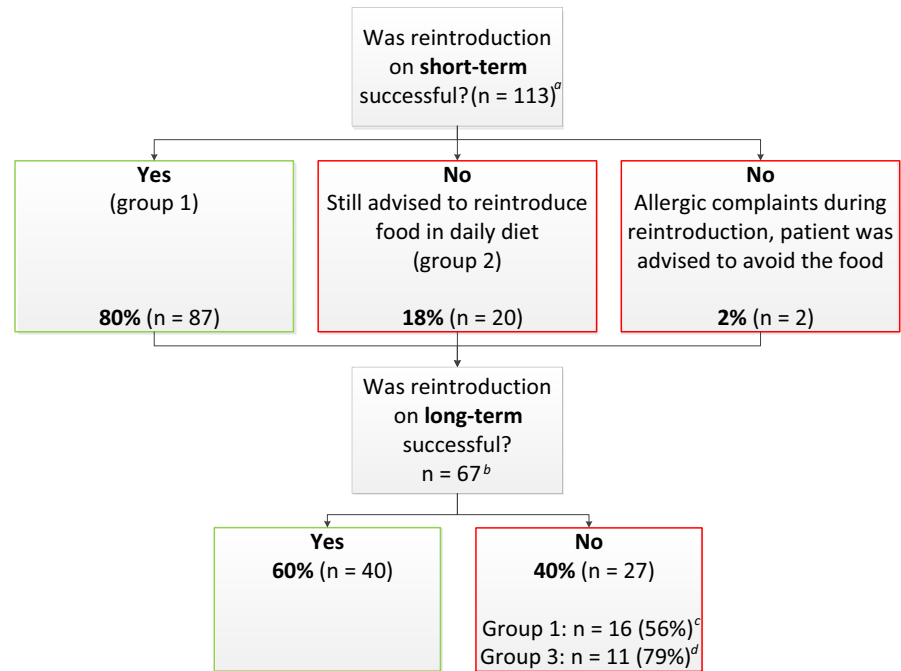 Was reintroduction
on short-term
successful?(n = 113)a
Yes
(group 1)
80% (n = 87)
No
Still advised to reintroduce
food in daily diet
(group 2)
18% (n = 20)
No
Allergic complaints during
reintroduction, patient was
advised to avoid the food
2% (n = 2)
Was reintroduction
on long-term
successful?
n = 67b
Yes
60% (n = 40)
No
40% (n = 27)
Group 1: n = 16 (56%)c
Group 3: n = 11 (79%)d